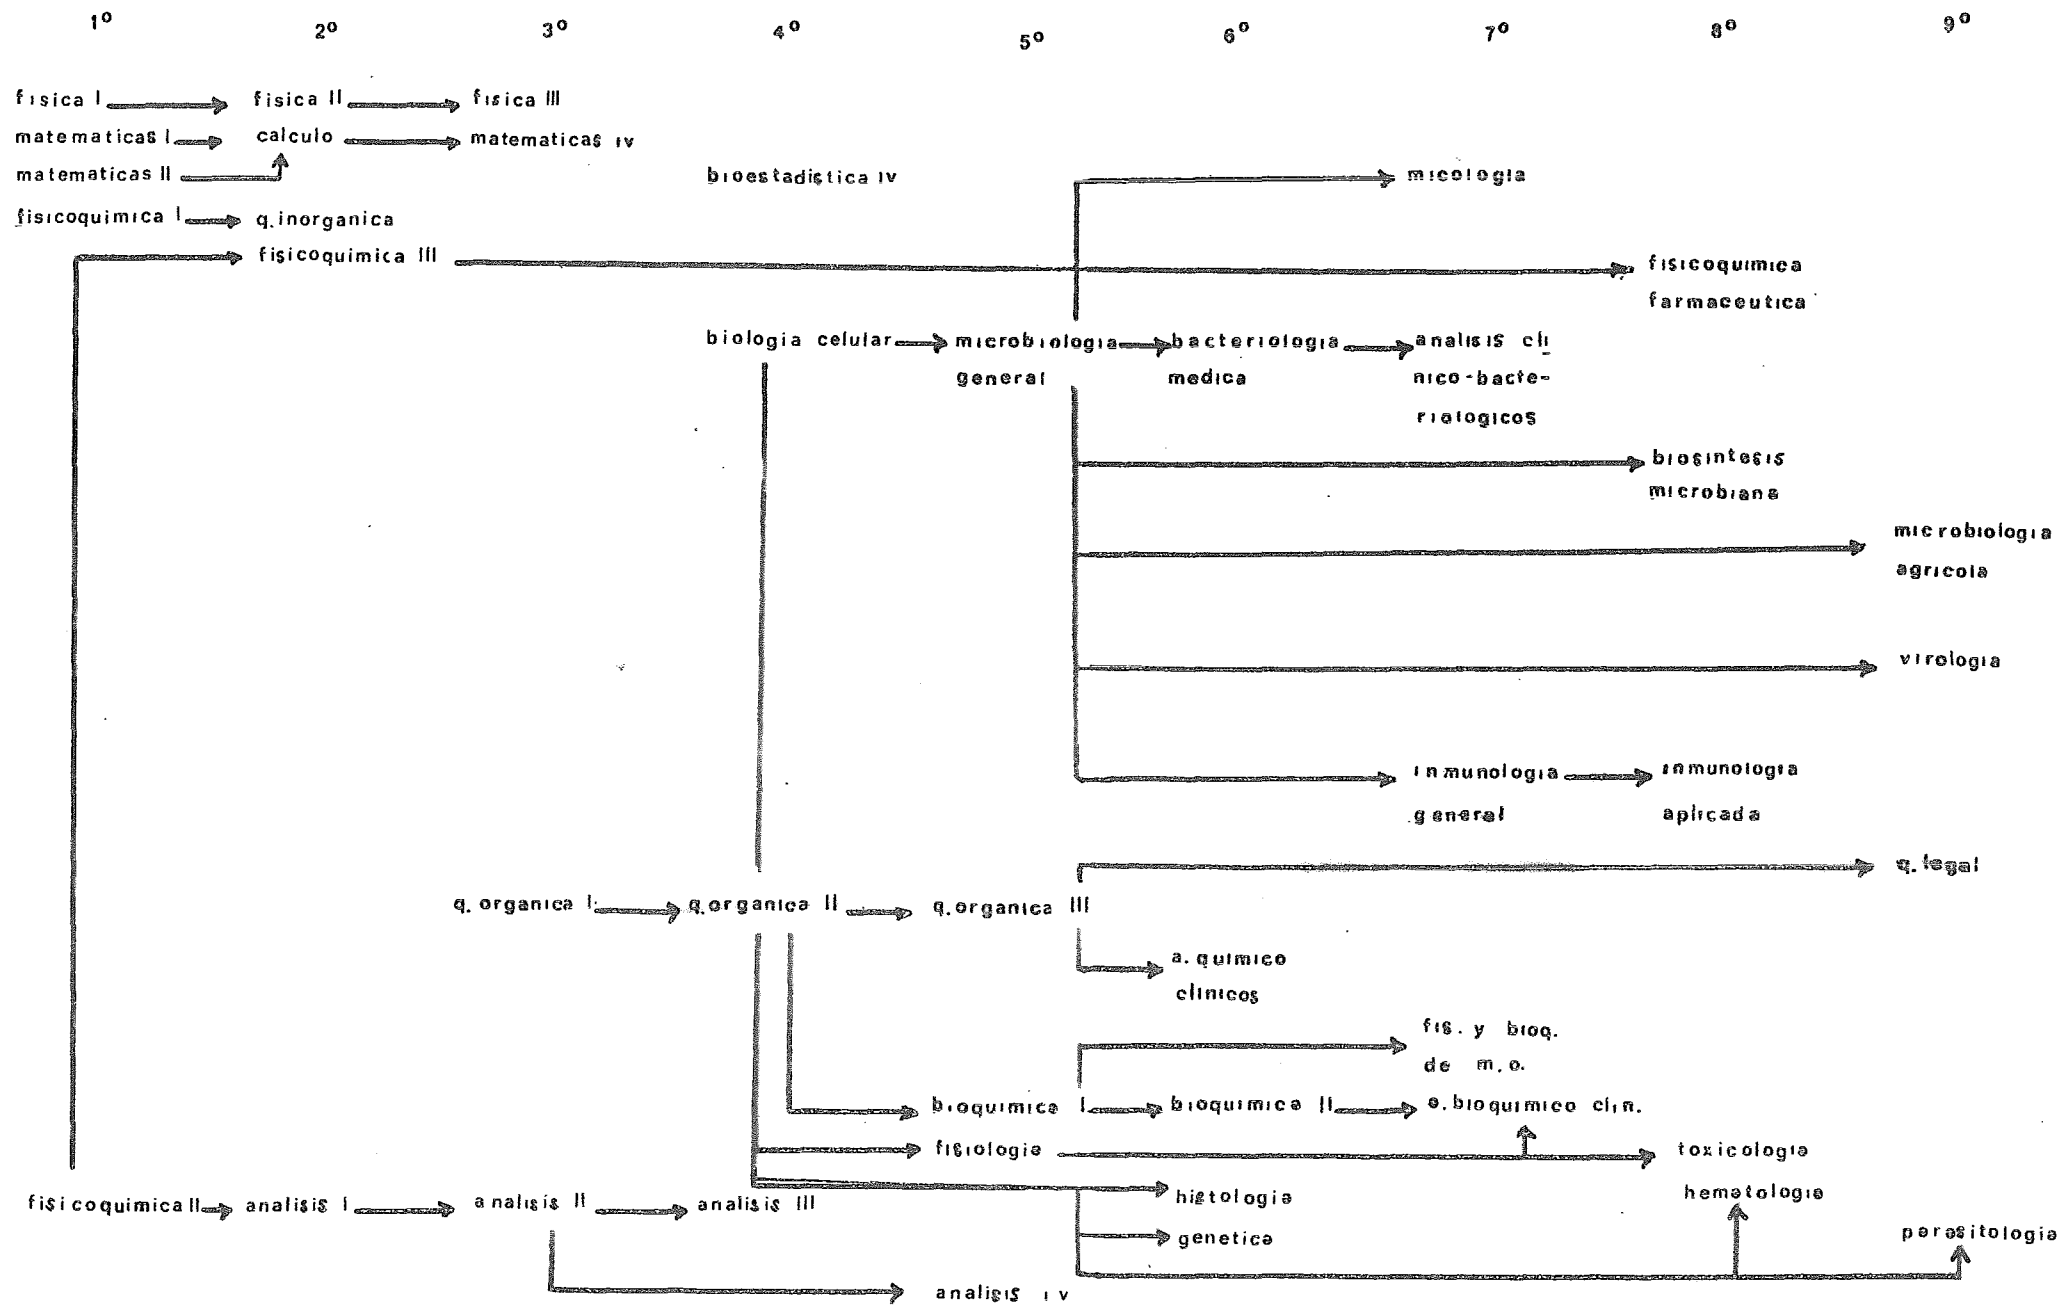 1º 2º 3º 4º 5º 6º 7º 8º 9º
fisica I fisica II fisica III
matematicas I calculo matematicas iv
matematicas II bioestadistica iv micologia
fisicoquimica I q.inorganica
fisicoquimica III fisicoquimica
farmaceutica
biologia celular microbiologia bacteriologia analisis cli
general medica nico-bacte-
riologicos
biosintesis
microbiana
microbiologia
agricola
virologia
inmunologia inmunologia
general aplicada
q.legal
q.organica I q.organica II q.organica III
a.quimico
clinicos
fis. y bioq.
de m.o.
bioquimica I bioquimica II a.bioquimico clin.
fisiologia toxicologia
histologia hematologia
fisicoquimica II analisis I analisis II analisis III
genetica parasitologia
analisis iv